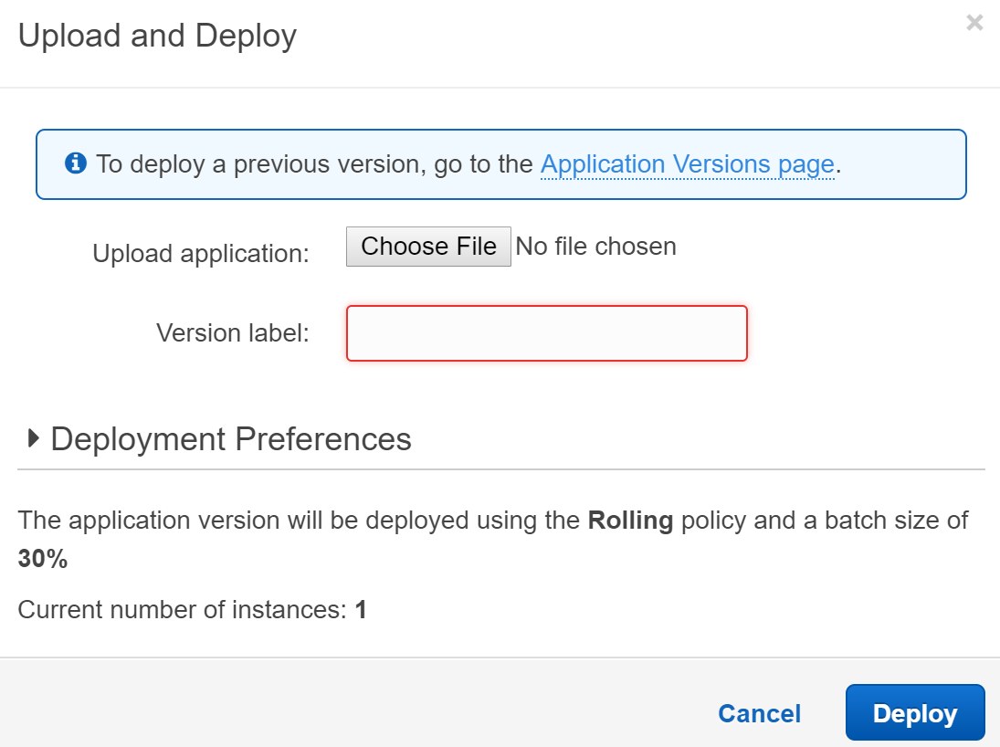 Upload and Deploy
×
To deploy a previous version, go to the Application Versions page.
Upload application: Choose File No file chosen
Version label:
Deployment Preferences
The application version will be deployed using the Rolling policy and a batch size of
30%
Current number of instances: 1
Cancel Deploy